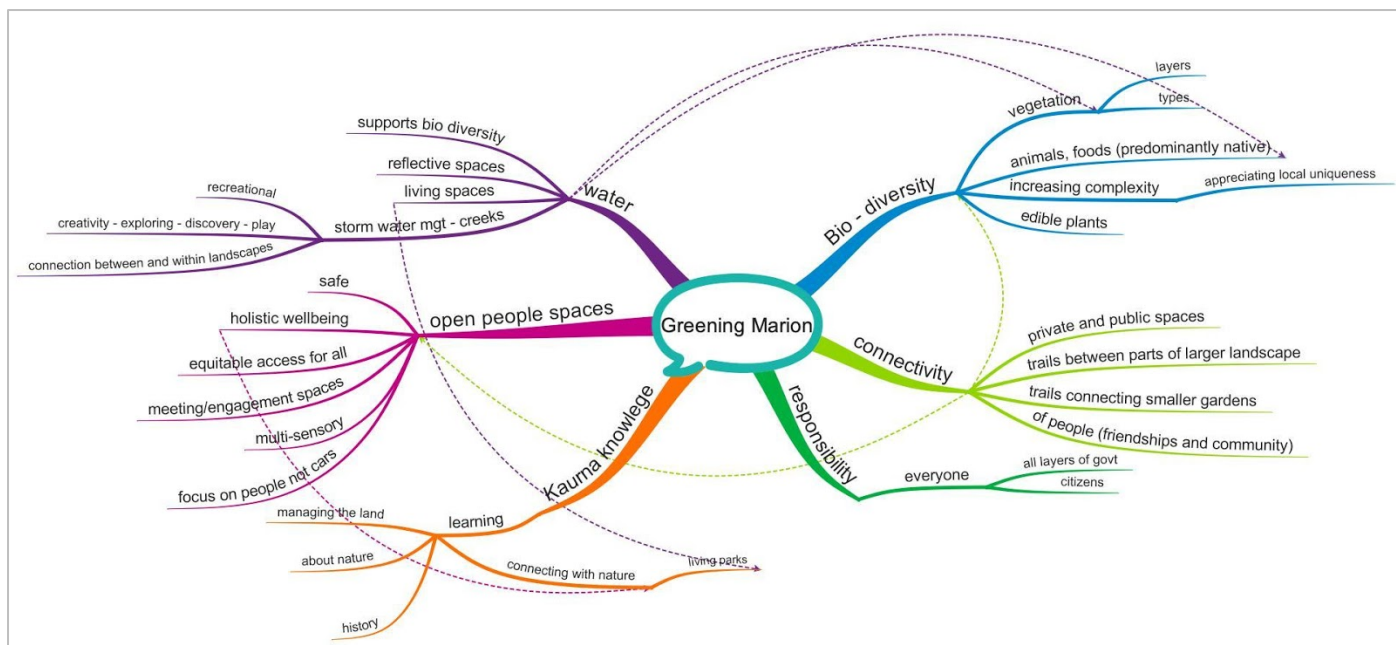 Greening Marion
water
supports bio diversity
reflective spaces
living spaces
storm water mgt - creeks
recreational
creativity - exploring - discovery - play
connection between and within landscapes
open people spaces
safe
holistic wellbeing
equitable access for all
meeting/engagement spaces
multi-sensory
focus on people not cars
Kaurna knowlege
learning
managing the land
about nature
history
connecting with nature
living parks
Bio - diversity
vegetation
layers
types
animals, foods (predominantly native)
increasing complexity
appreciating local uniqueness
edible plants
connectivity
private and public spaces
trails between parts of larger landscape
trails connecting smaller gardens
of people (friendships and community)
responsibility
everyone
all layers of govt
citizens